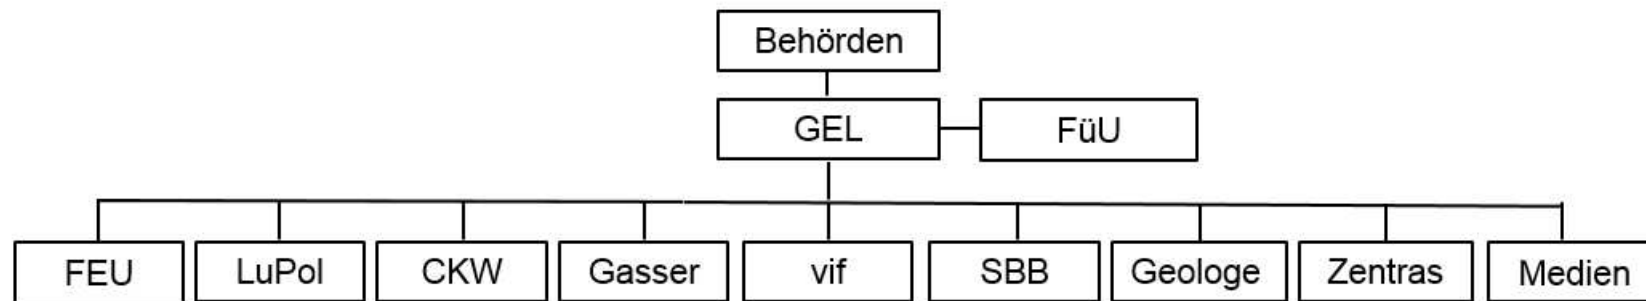 Behörden
GEL
FüU
FEU
LuPol
CKW
Gasser
vif
SBB
Geologe
Zentras
Medien